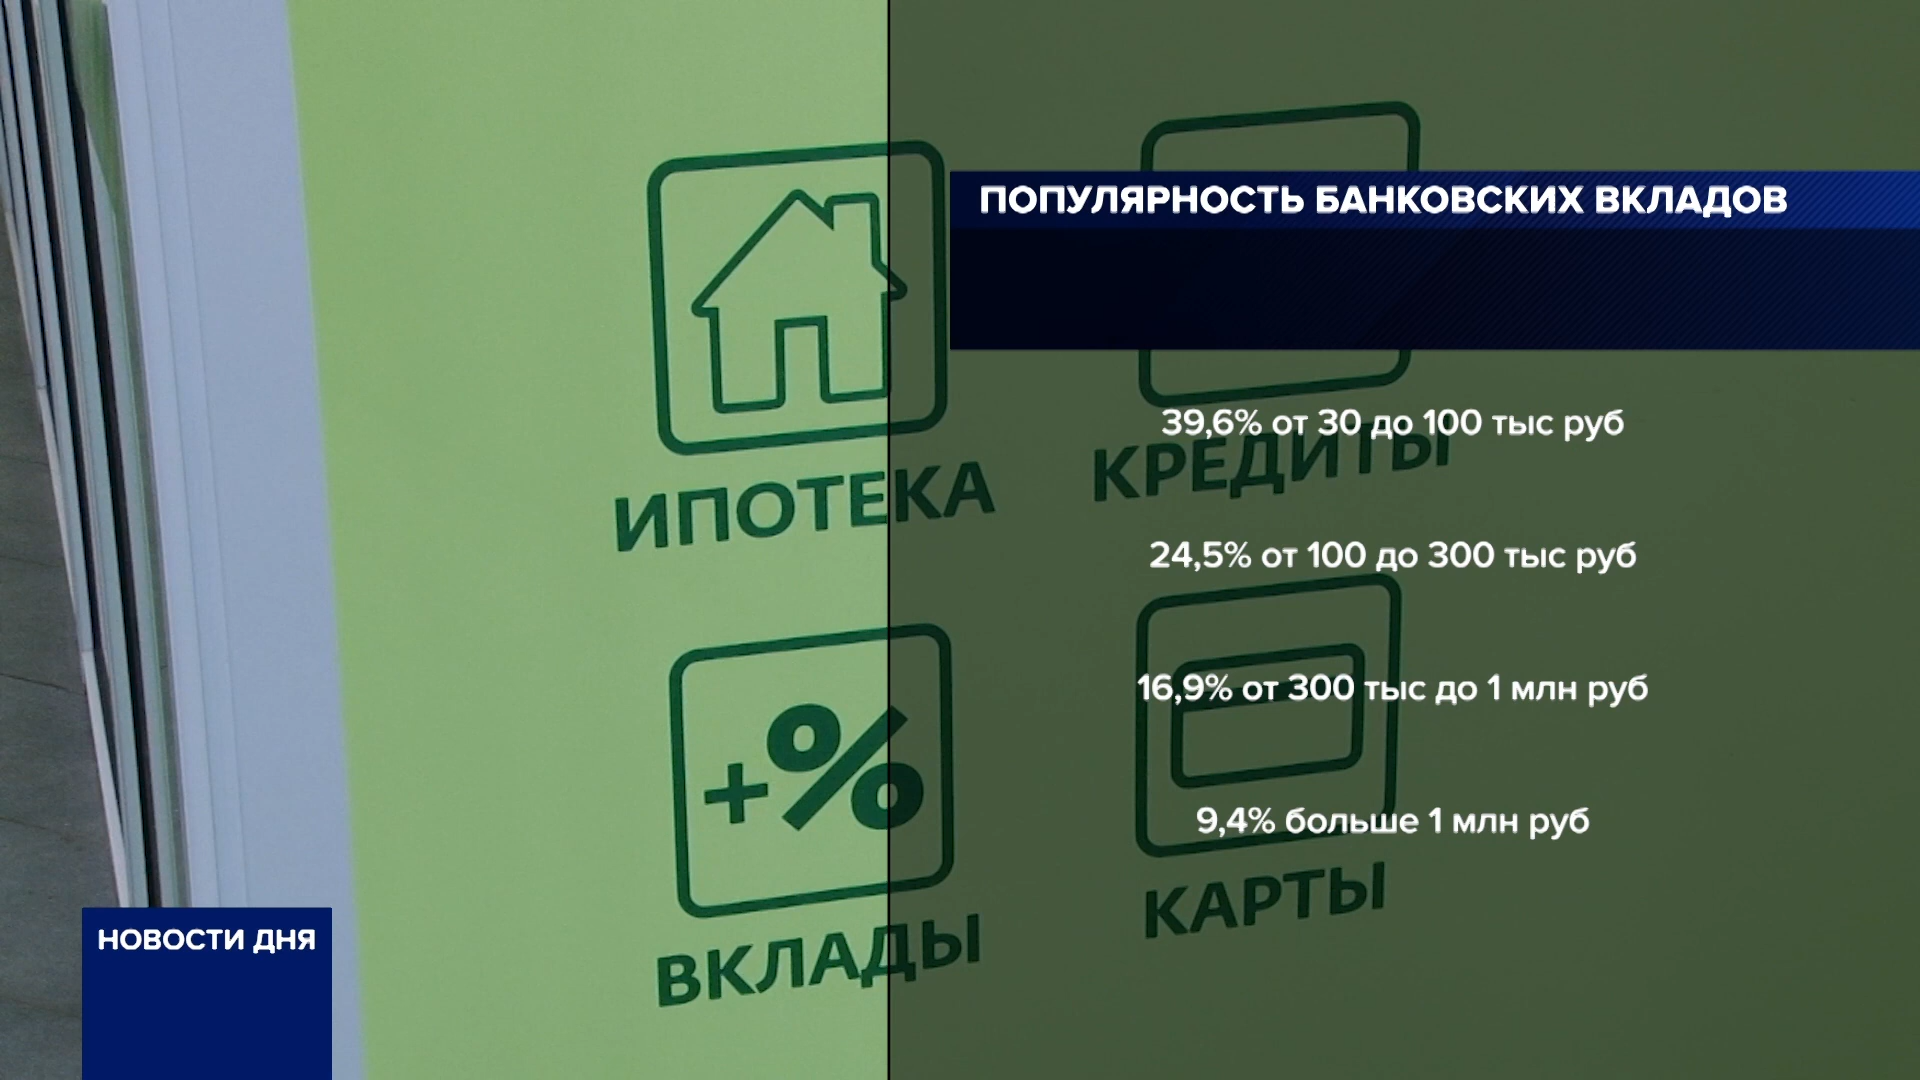 ПОПУЛЯРНОСТЬ БАНКОВСКИХ ВКЛАДОВ
39,6% от 30 до 100 тыс руб
24,5% от 100 до 300 тыс руб
16,9% от 300 тыс до 1 млн руб
9,4% больше 1 млн руб
ИПОТЕКА
КРЕДИТЫ
+%
ВКЛАДЫ
КАРТЫ
НОВОСТИ ДНЯ